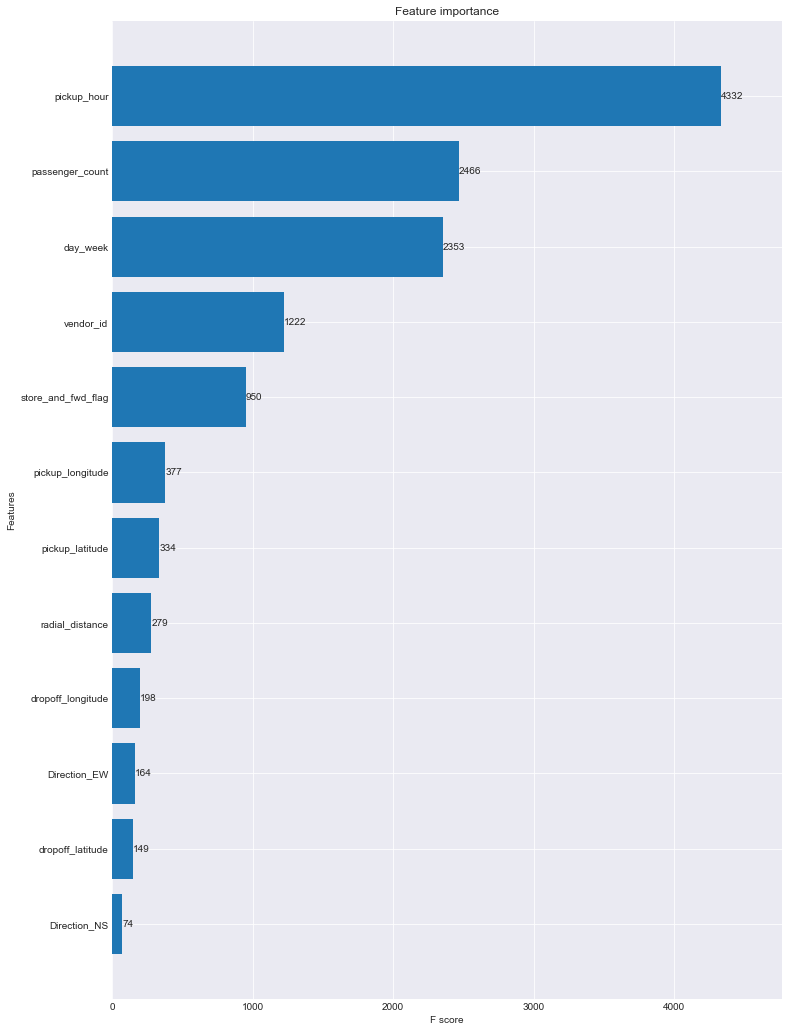 Feature importance
pickup_hour 4332
passenger_count 2466
day_week 2353
vendor_id 1222
store_and_fwd_flag 950
pickup_longitude 377
Features
pickup_latitude 334
radial_distance 279
dropoff_longitude 198
Direction_EW 164
dropoff_latitude 149
Direction_NS 74
0 1000 2000 3000 4000
F score